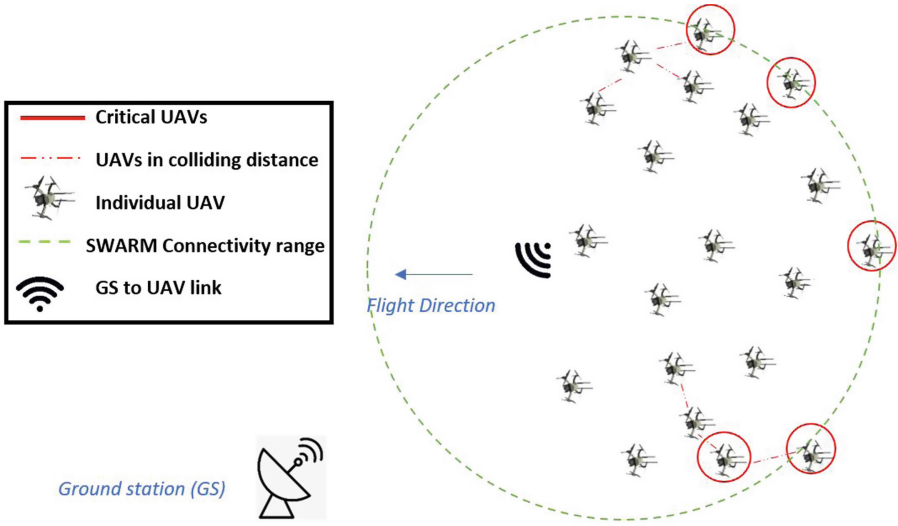 Critical UAVs
UAVs in colliding distance
Individual UAV
SWARM Connectivity range
GS to UAV link
Flight Direction
Ground station (GS)